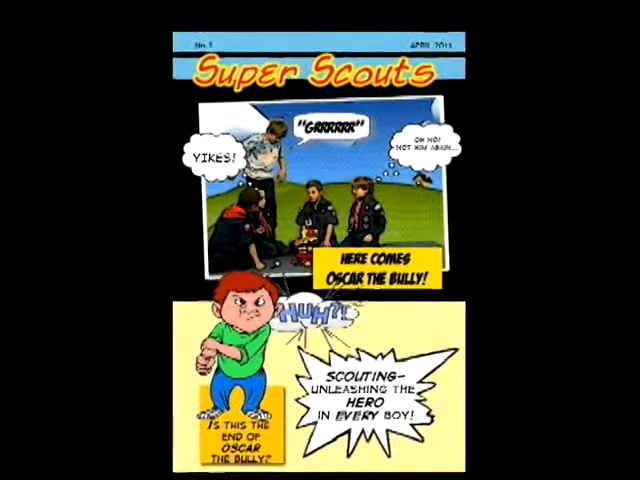 No.1
APRIL 2011
Super Scouts
"GRRRRRR"
YIKES!
OH NO!
NOT HIM AGAIN...
HERE COMES
OSCAR THE BULLY!
HUH?!
SCOUTING-
UNLEASHING THE
HERO
IN EVERY BOY!
IS THIS THE
END OF
OSCAR
THE BULLY?